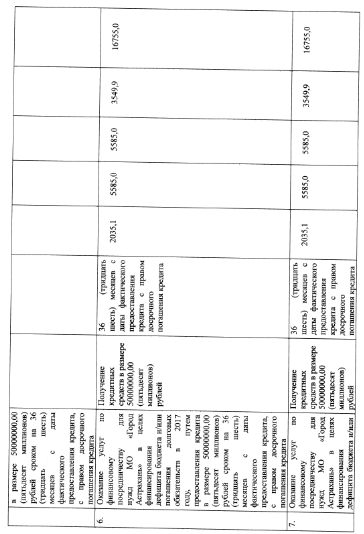 в размере 50000000,00
(пятьдесят миллионов)
рублей сроком на 36
(тридцать шесть)
месяцев с даты
фактического
предоставления кредита,
с правом досрочного
погашения кредита
6.
Оказание услуг по
финансовому
посредничеству для
нужд МО «Город
Астрахань» в целях
финансирования
дефицита бюджета и/или
погашения долговых
обязательств в 2017
году, путем
предоставления кредита
в размере 50000000,00
(пятьдесят миллионов)
рублей сроком на 36
(тридцать шесть)
месяцев с даты
фактического
предоставления кредита,
с правом досрочного
погашения кредита
Получение
кредитных
средств в размере
50000000,00
(пятьдесят
миллионов)
рублей
36 (тридцать
шесть) месяцев с
даты фактического
предоставления
кредита с правом
досрочного
погашения кредита
2035,1
5585,0
5585,0
3549,9
16755,0
7.
Оказание услуг по
финансовому
посредничеству для
нужд МО «Город
Астрахань» в целях
финансирования
дефицита бюджета и/или
Получение
кредитных
средств в размере
50000000,00
(пятьдесят
миллионов)
рублей
36 (тридцать
шесть) месяцев с
даты фактического
предоставления
кредита с правом
досрочного
погашения кредита
2035,1
5585,0
5585,0
3549,9
16755,0